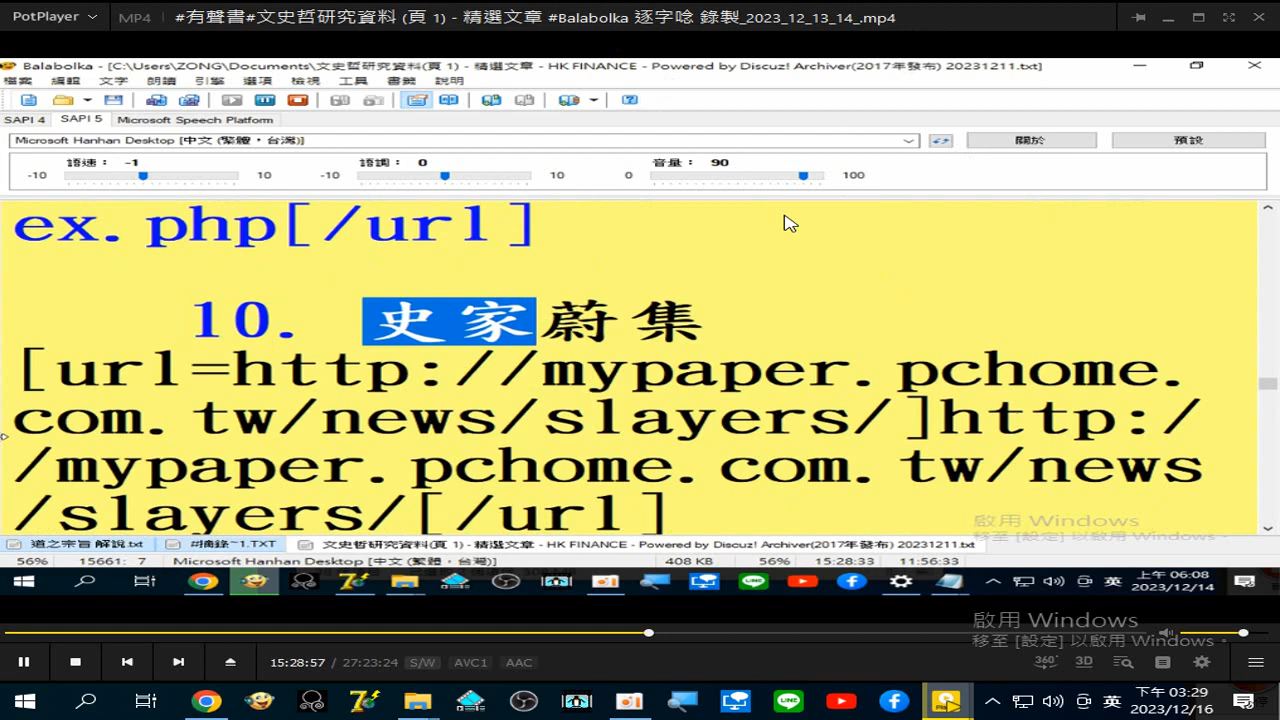 PotPlayer MP4 #有聲書#文史哲研究資料 (頁 1) - 精選文章 #Balabolka 逐字唸 錄製_2023_12_13_14_.mp4
Balabolka - [C:\Users\ZONG\Documents\文史哲研究資料(頁 1) - 精選文章 - HK FINANCE - Powered by Discuz! Archiver(2017年發布) 20231211.txt]
檔案 編輯 文字 朗讀 引擎 選項 檢視 工具 書籤 說明
SAPI 4 SAPI 5 Microsoft Speech Platform
Microsoft Hanhan Desktop [中文 (繁體，台灣)] 關於 預設
語速： -1 語調： 0 音量： 90
-10 10 -10 10 0 100
ex.php[/url]
10. 史家蔚集
[url=http://mypaper.pchome.
com.tw/news/slayers/]http:/
/mypaper.pchome.com.tw/news
/slayers/[/url]
啟用 Windows
移至 [設定] 以啟用 Windows。
道之宗旨 解說.txt #摘錄~1.TXT 文史哲研究資料(頁 1) - 精選文章 - HK FINANCE - Powered by Discuz! Archiver(2017年發布) 20231211.txt
56% 15661: 7 Microsoft Hanhan Desktop [中文 (繁體，台灣)] 408 KB 56% 15:28:33 11:56:33
英 上午 06:08
2023/12/14
啟用 Windows
移至 [設定] 以啟用 Windows。
15:28:57 / 27:23:24 S/W AVC1 AAC 360° 3D
英 下午 03:29
2023/12/16